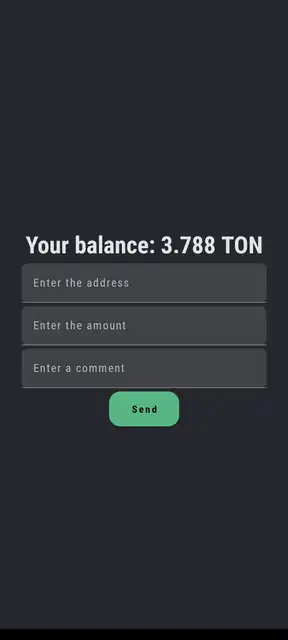 Your balance: 3.788 TON
Enter the address
Enter the amount
Enter a comment
Send